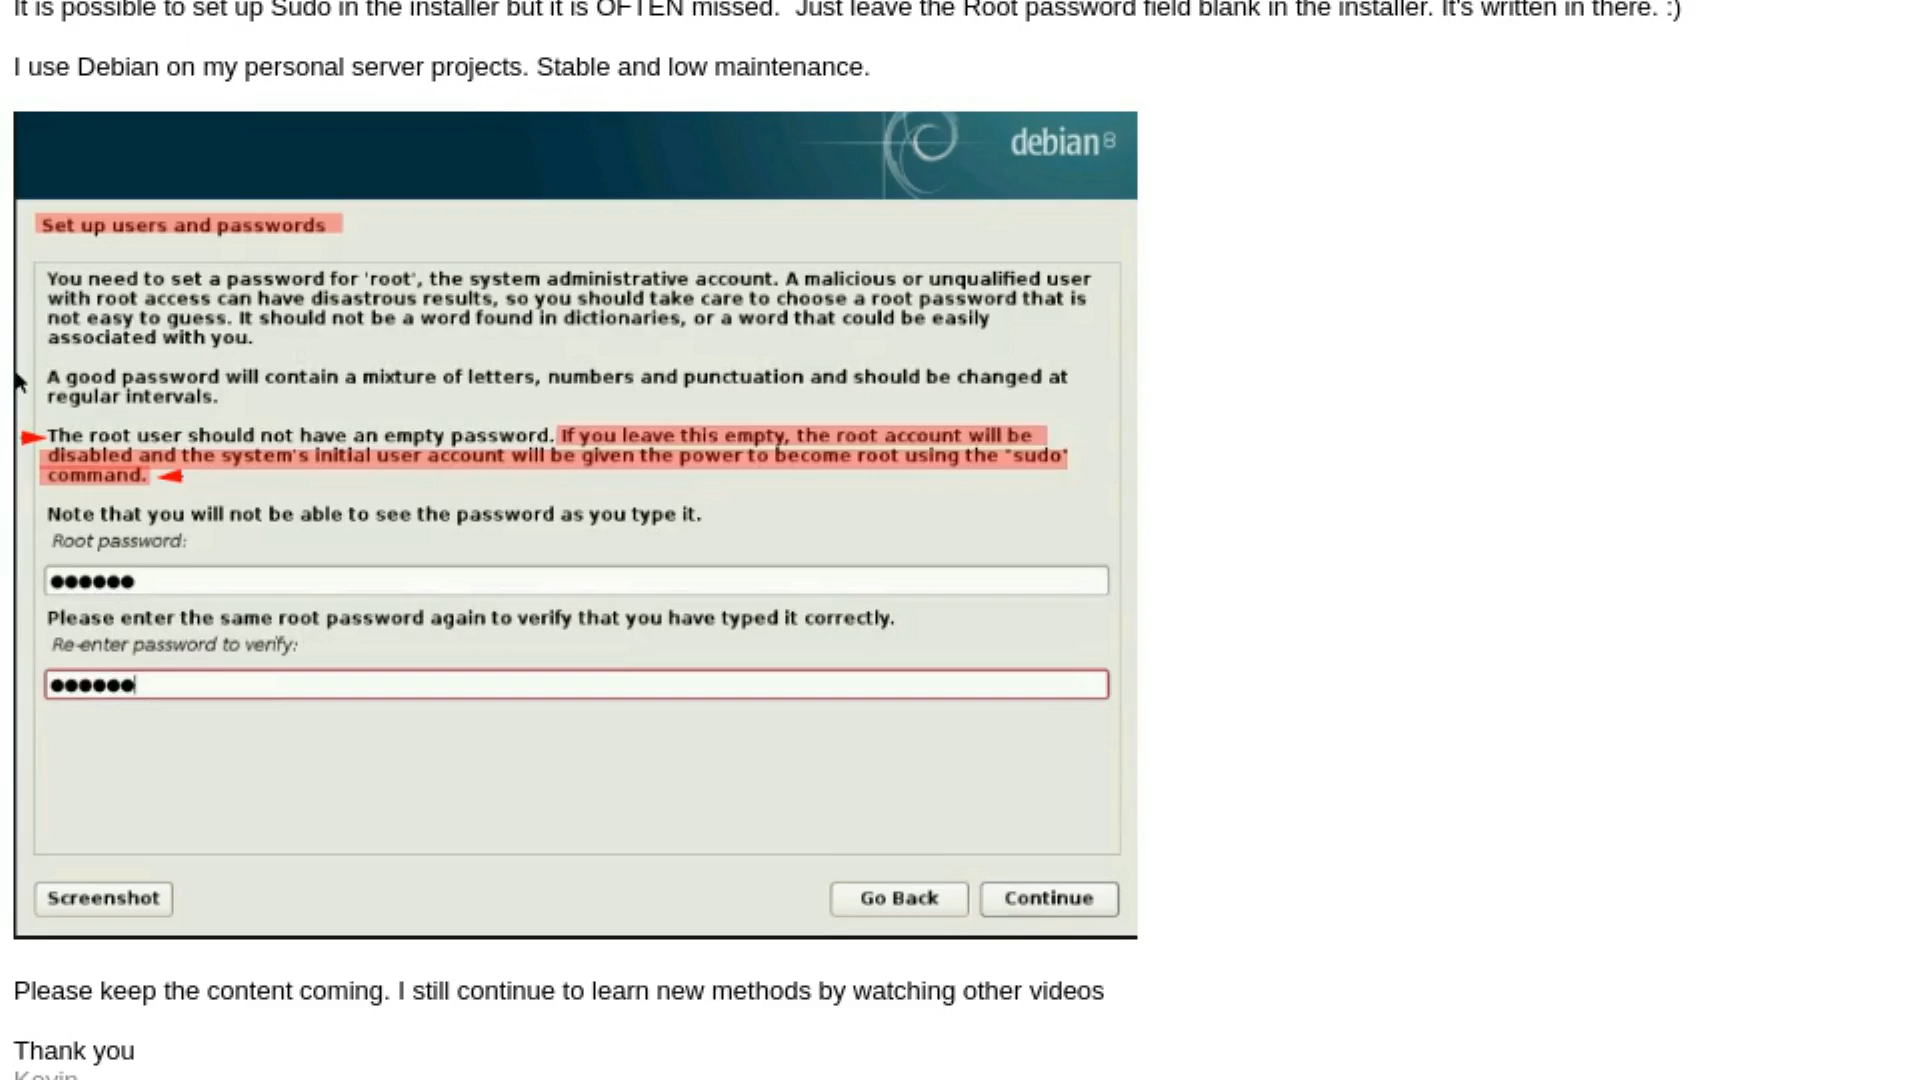 It is possible to set up Sudo in the installer but it is OFTEN missed.  Just leave the Root password field blank in the installer. It's written in there. :)
I use Debian on my personal server projects. Stable and low maintenance.
debian 8
Set up users and passwords
You need to set a password for 'root', the system administrative account. A malicious or unqualified user
with root access can have disastrous results, so you should take care to choose a root password that is
not easy to guess. It should not be a word found in dictionaries, or a word that could be easily
associated with you.
A good password will contain a mixture of letters, numbers and punctuation and should be changed at
regular intervals.
The root user should not have an empty password. If you leave this empty, the root account will be
disabled and the system's initial user account will be given the power to become root using the "sudo"
command.
Note that you will not be able to see the password as you type it.
Root password:
●●●●●●
Please enter the same root password again to verify that you have typed it correctly.
Re-enter password to verify:
●●●●●●
Screenshot
Go Back
Continue
Please keep the content coming. I still continue to learn new methods by watching other videos
Thank you
Kevin